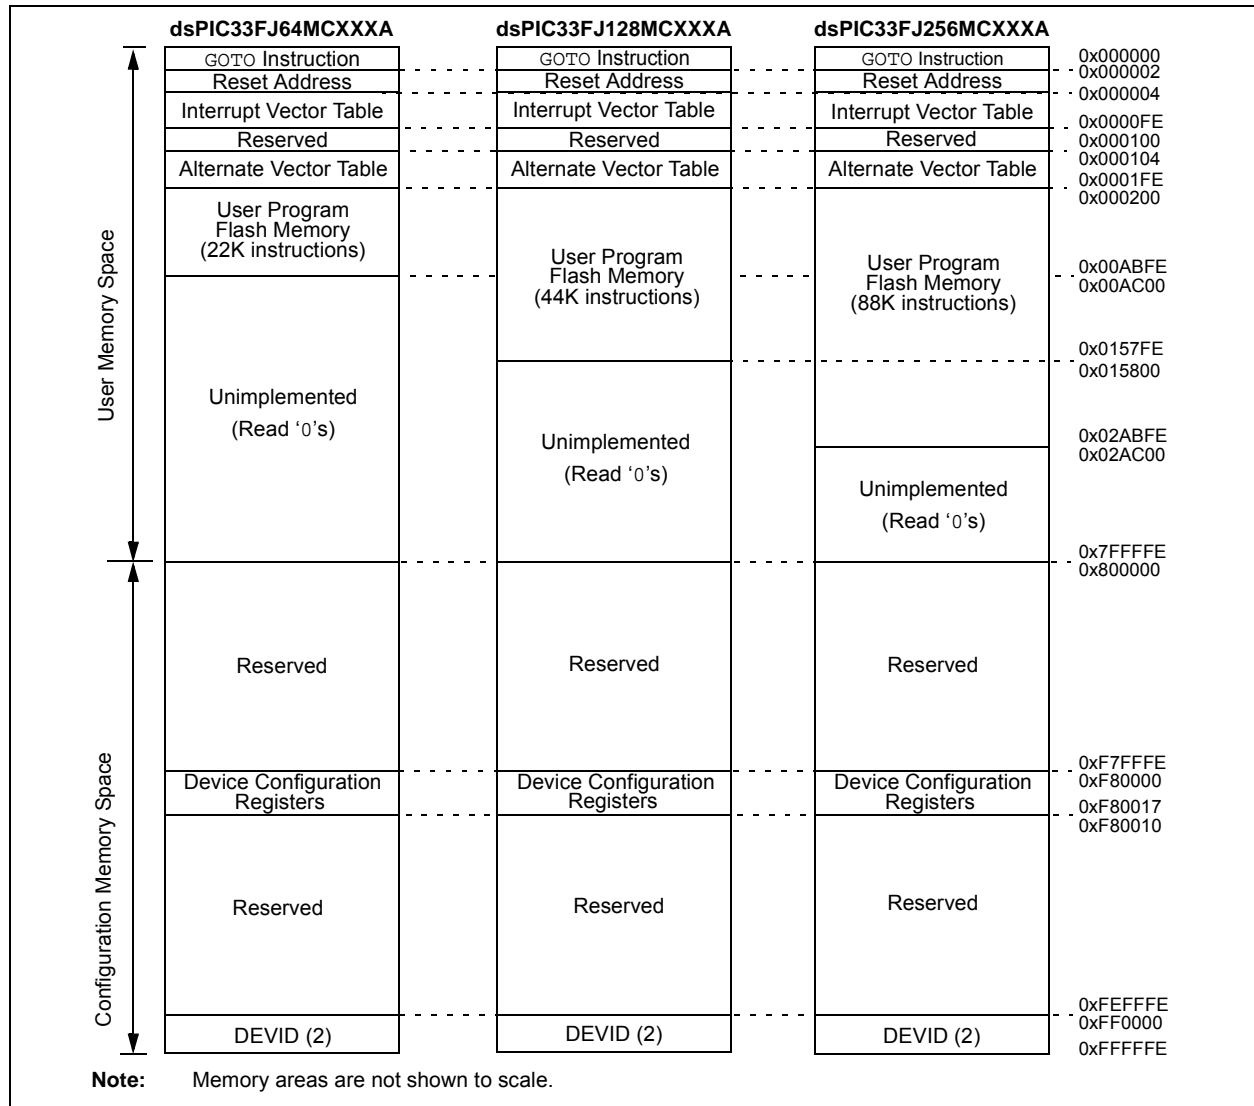 dsPIC33FJ64MCXXXA
dsPIC33FJ128MCXXXA
dsPIC33FJ256MCXXXA
User Memory Space
Configuration Memory Space
GOTO Instruction
Reset Address
Interrupt Vector Table
Reserved
Alternate Vector Table
User Program
Flash Memory
(22K instructions)
Unimplemented
(Read ‘0’s)
Reserved
Device Configuration
Registers
Reserved
DEVID (2)
GOTO Instruction
Reset Address
Interrupt Vector Table
Reserved
Alternate Vector Table
User Program
Flash Memory
(44K instructions)
Unimplemented
(Read ‘0’s)
Reserved
Device Configuration
Registers
Reserved
DEVID (2)
GOTO Instruction
Reset Address
Interrupt Vector Table
Reserved
Alternate Vector Table
User Program
Flash Memory
(88K instructions)
Unimplemented
(Read ‘0’s)
Reserved
Device Configuration
Registers
Reserved
DEVID (2)
0x000000
0x000002
0x000004
0x0000FE
0x000100
0x000104
0x0001FE
0x000200
0x00ABFE
0x00AC00
0x0157FE
0x015800
0x02ABFE
0x02AC00
0x7FFFFE
0x800000
0xF7FFFE
0xF80000
0xF80017
0xF80010
0xFEFFFE
0xFF0000
0xFFFFFE
Note: Memory areas are not shown to scale.